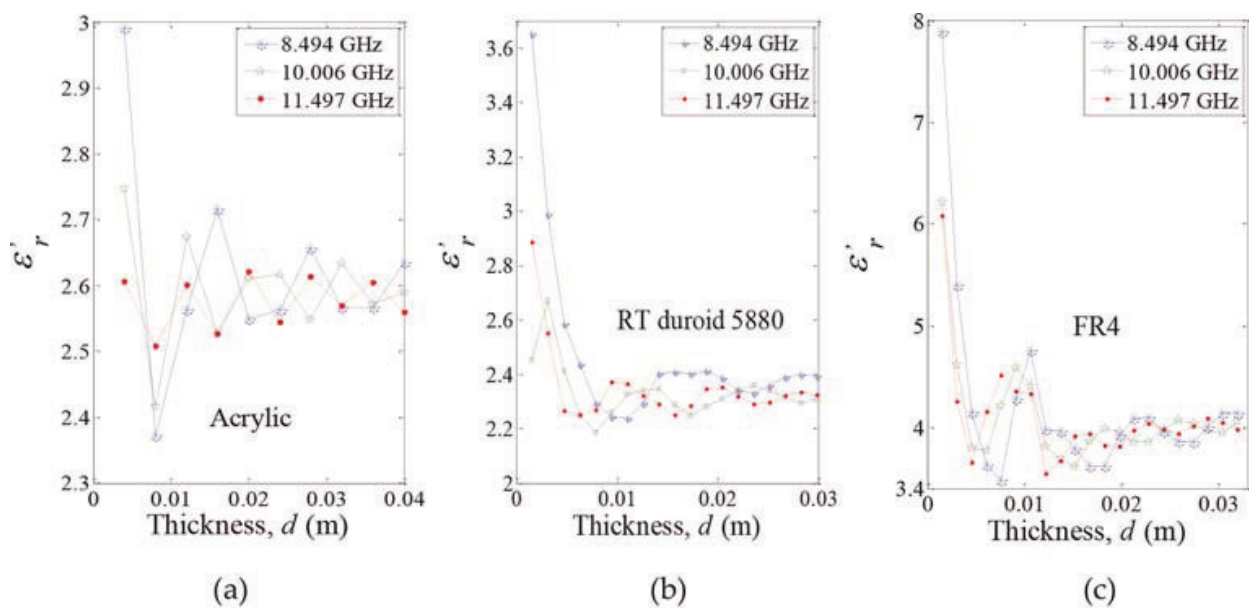 3
2.9
2.8
2.7
2.6
2.5
2.4
2.3
0
0.01
0.02
0.03
0.04
ε'r
Thickness, d (m)
8.494 GHz
10.006 GHz
11.497 GHz
Acrylic
(a)
3.6
3.4
3.2
3
2.8
2.6
2.4
2.2
2
0
0.01
0.02
0.03
ε'r
Thickness, d (m)
8.494 GHz
10.006 GHz
11.497 GHz
RT duroid 5880
(b)
8
7
6
5
4
3.4
0
0.01
0.02
0.03
ε'r
Thickness, d (m)
8.494 GHz
10.006 GHz
11.497 GHz
FR4
(c)